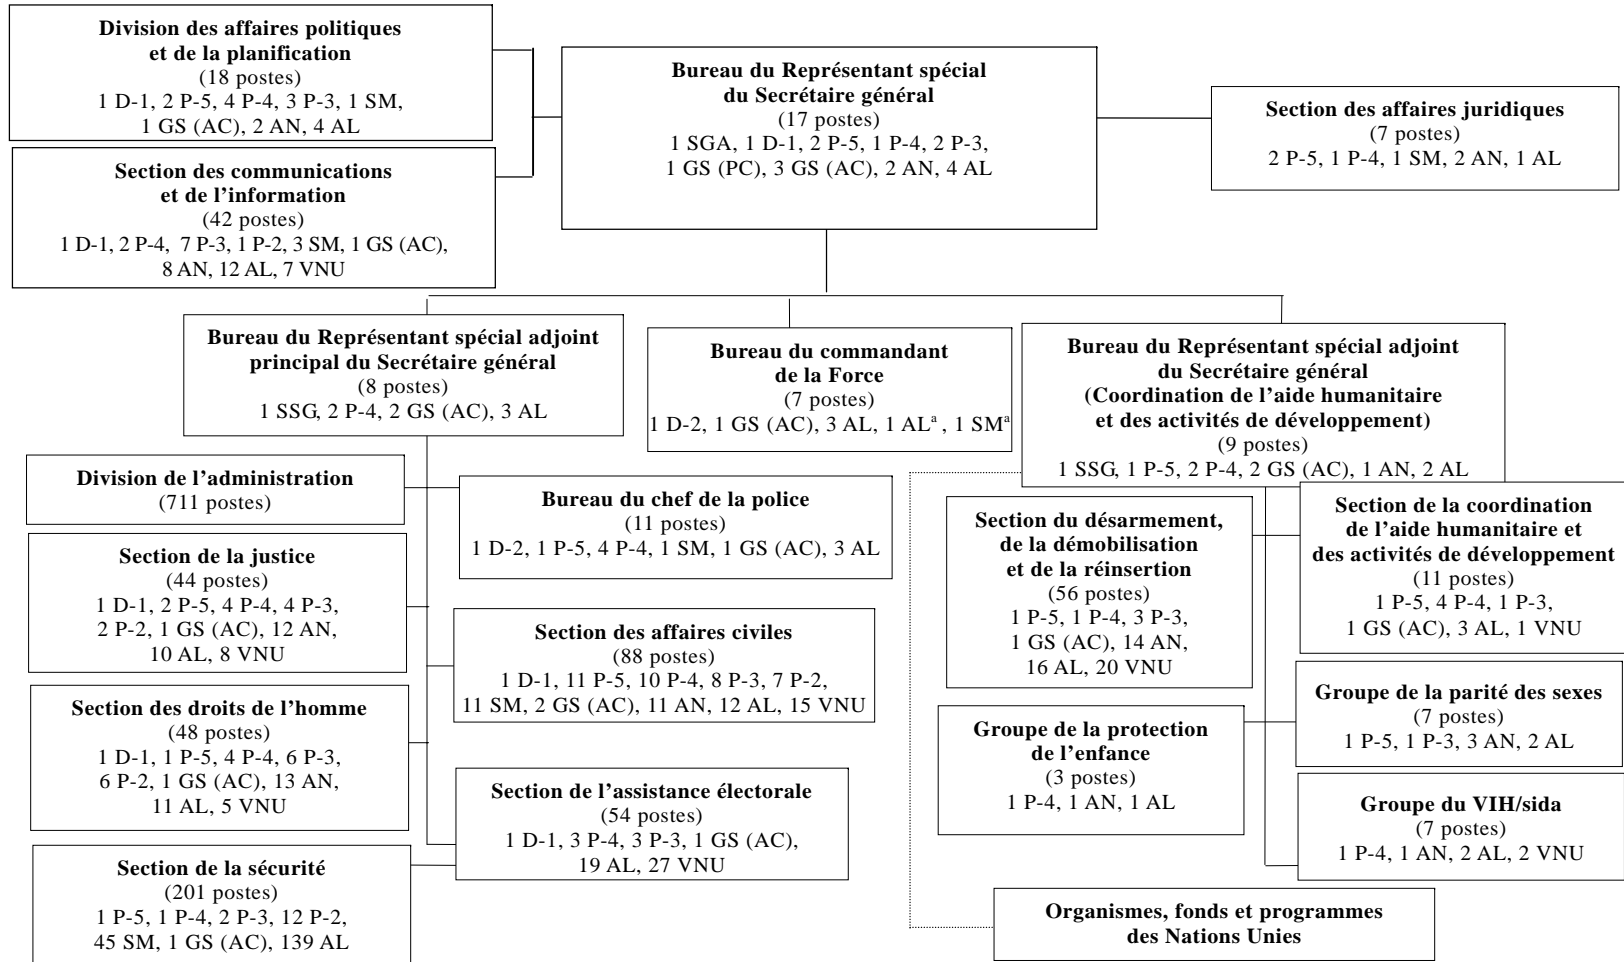 Division des affaires politiques
et de la planification
(18 postes)
1 D-1, 2 P-5, 4 P-4, 3 P-3, 1 SM,
1 GS (AC), 2 AN, 4 AL
Section des communications
et de l’information
(42 postes)
1 D-1, 2 P-4, 7 P-3, 1 P-2, 3 SM, 1 GS (AC),
8 AN, 12 AL, 7 VNU
Bureau du Représentant spécial
du Secrétaire général
(17 postes)
1 SGA, 1 D-1, 2 P-5, 1 P-4, 2 P-3,
1 GS (PC), 3 GS (AC), 2 AN, 4 AL
Section des affaires juridiques
(7 postes)
2 P-5, 1 P-4, 1 SM, 2 AN, 1 AL
Bureau du Représentant spécial adjoint
principal du Secrétaire général
(8 postes)
1 SSG, 2 P-4, 2 GS (AC), 3 AL
Bureau du commandant
de la Force
(7 postes)
1 D-2, 1 GS (AC), 3 AL, 1 ALª , 1 SMª
Bureau du Représentant spécial adjoint
du Secrétaire général
(Coordination de l’aide humanitaire
et des activités de développement)
(9 postes)
1 SSG, 1 P-5, 2 P-4, 2 GS (AC), 1 AN, 2 AL
Division de l’administration
(711 postes)
Bureau du chef de la police
(11 postes)
1 D-2, 1 P-5, 4 P-4, 1 SM, 1 GS (AC), 3 AL
Section de la justice
(44 postes)
1 D-1, 2 P-5, 4 P-4, 4 P-3,
2 P-2, 1 GS (AC), 12 AN,
10 AL, 8 VNU
Section des affaires civiles
(88 postes)
1 D-1, 11 P-5, 10 P-4, 8 P-3, 7 P-2,
11 SM, 2 GS (AC), 11 AN, 12 AL, 15 VNU
Section des droits de l’homme
(48 postes)
1 D-1, 1 P-5, 4 P-4, 6 P-3,
6 P-2, 1 GS (AC), 13 AN,
11 AL, 5 VNU
Section de l’assistance électorale
(54 postes)
1 D-1, 3 P-4, 3 P-3, 1 GS (AC),
19 AL, 27 VNU
Section de la sécurité
(201 postes)
1 P-5, 1 P-4, 2 P-3, 12 P-2,
45 SM, 1 GS (AC), 139 AL
Section du désarmement,
de la démobilisation
et de la réinsertion
(56 postes)
1 P-5, 1 P-4, 3 P-3,
1 GS (AC), 14 AN,
16 AL, 20 VNU
Section de la coordination
de l’aide humanitaire et
des activités de développement
(11 postes)
1 P-5, 4 P-4, 1 P-3,
1 GS (AC), 3 AL, 1 VNU
Groupe de la protection
de l’enfance
(3 postes)
1 P-4, 1 AN, 1 AL
Groupe de la parité des sexes
(7 postes)
1 P-5, 1 P-3, 3 AN, 2 AL
Groupe du VIH/sida
(7 postes)
1 P-4, 1 AN, 2 AL, 2 VNU
Organismes, fonds et programmes
des Nations Unies